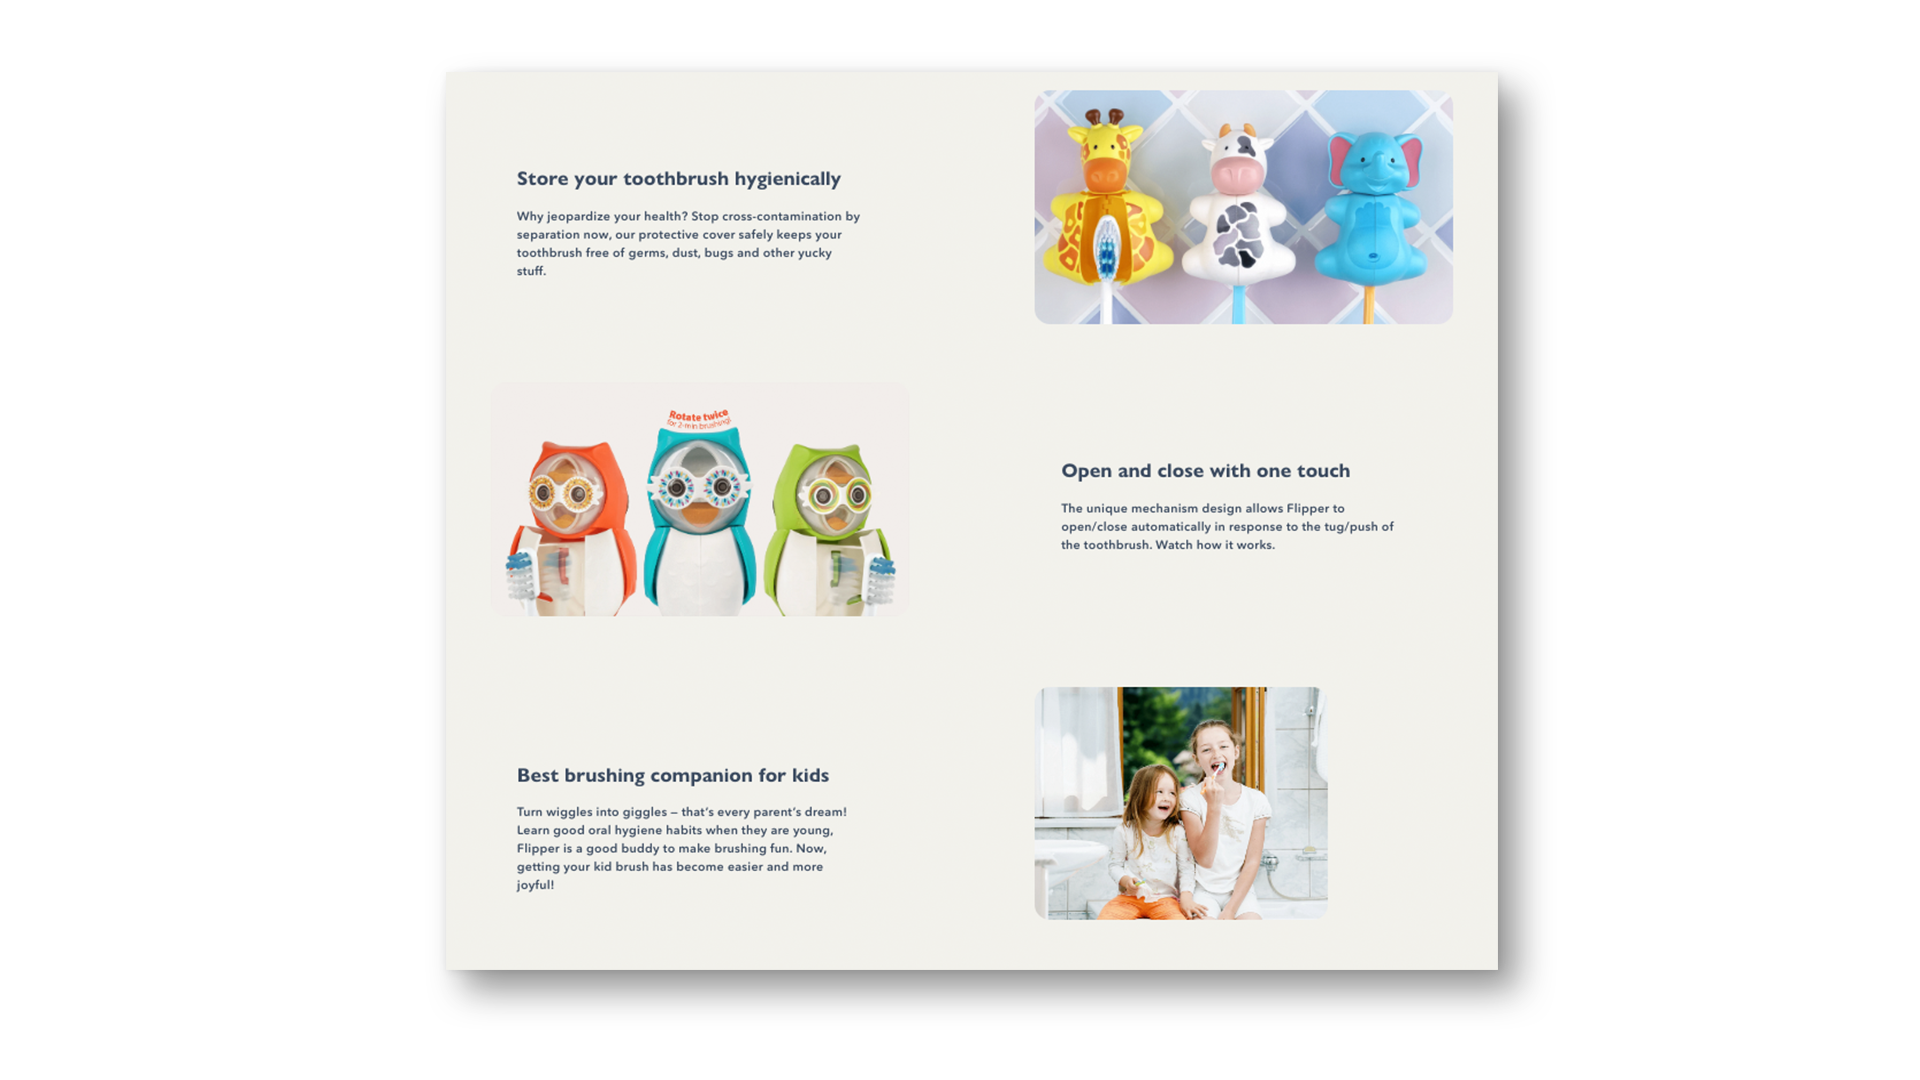 Store your toothbrush hygienically
Why jeopardize your health? Stop cross-contamination by
separation now, our protective cover safely keeps your
toothbrush free of germs, dust, bugs and other yucky
stuff.
Rotate twice
for 2-min brushing!
Open and close with one touch
The unique mechanism design allows Flipper to
open/close automatically in response to the tug/push of
the toothbrush. Watch how it works.
Best brushing companion for kids
Turn wiggles into giggles – that’s every parent’s dream!
Learn good oral hygiene habits when they are young,
Flipper is a good buddy to make brushing fun. Now,
getting your kid brush has become easier and more
joyful!